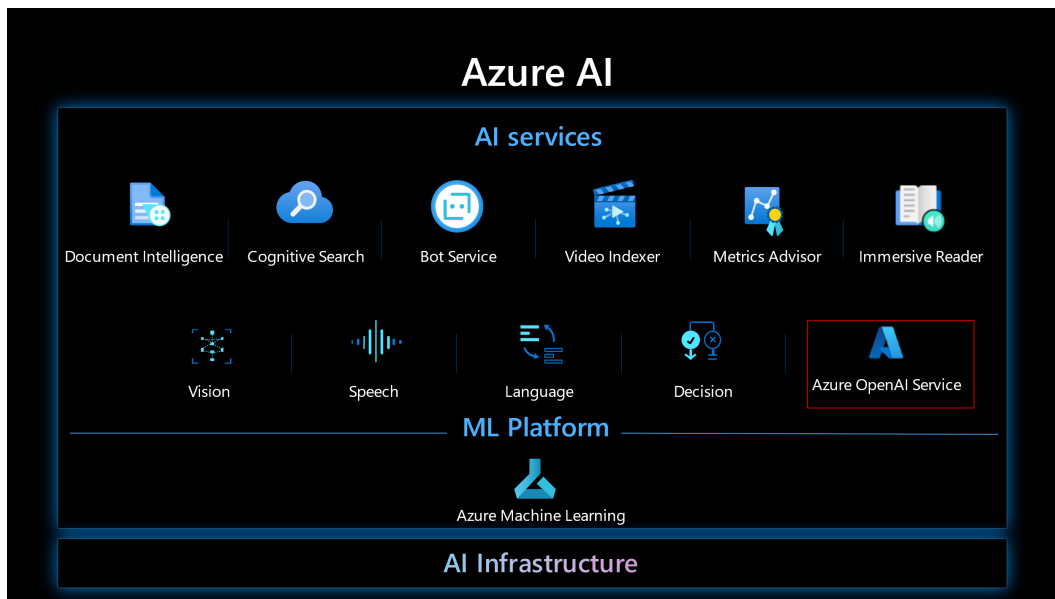 Azure AI
AI services
Document Intelligence
Cognitive Search
Bot Service
Video Indexer
Metrics Advisor
Immersive Reader
Vision
Speech
Language
Decision
Azure OpenAI Service
ML Platform
Azure Machine Learning
AI Infrastructure